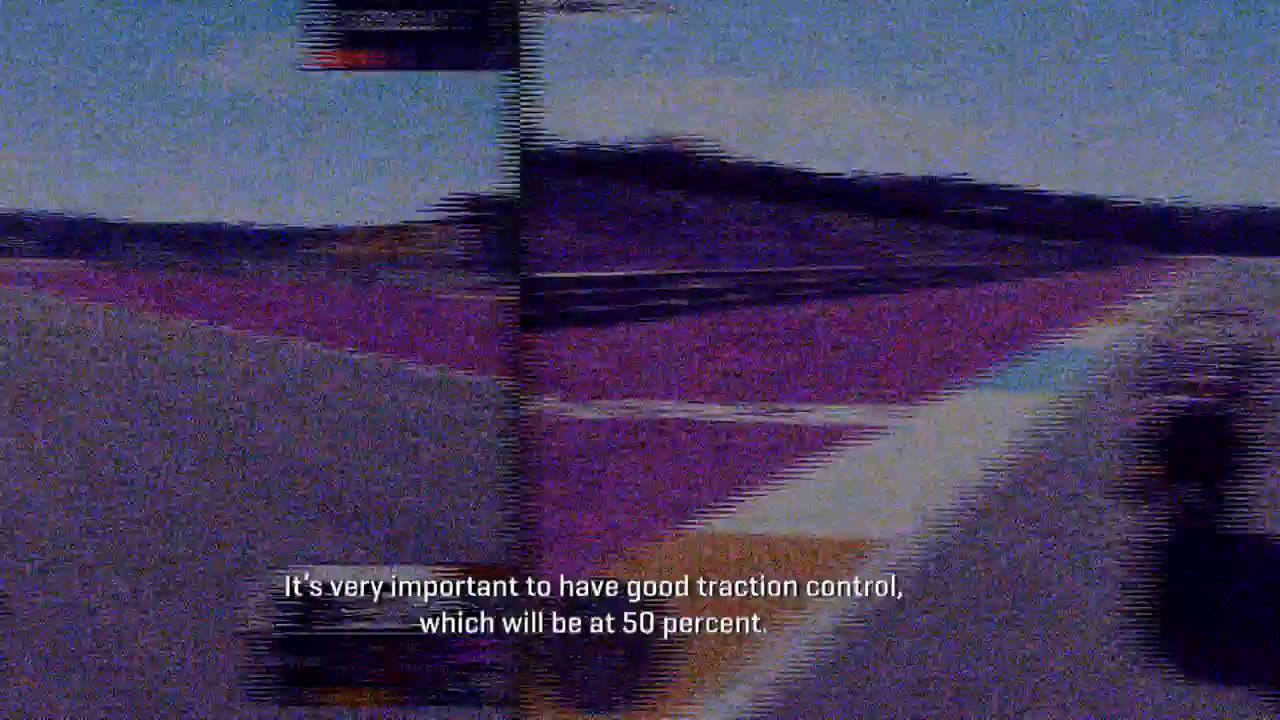 It's very important to have good traction control,
which will be at 50 percent.